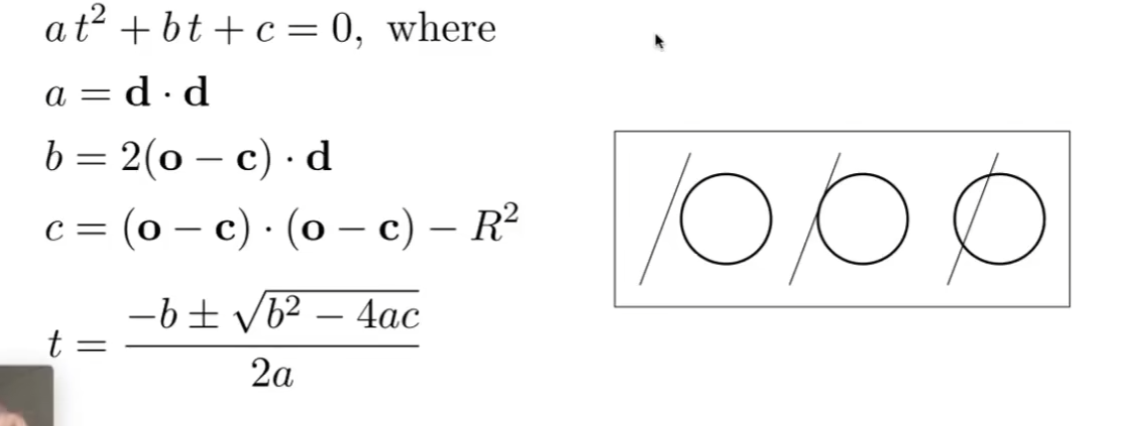 a t² + b t + c = 0, where
a = d · d
b = 2(o − c) · d
c = (o − c) · (o − c) − R²
t = (−b ± √(b² − 4ac)) / 2a